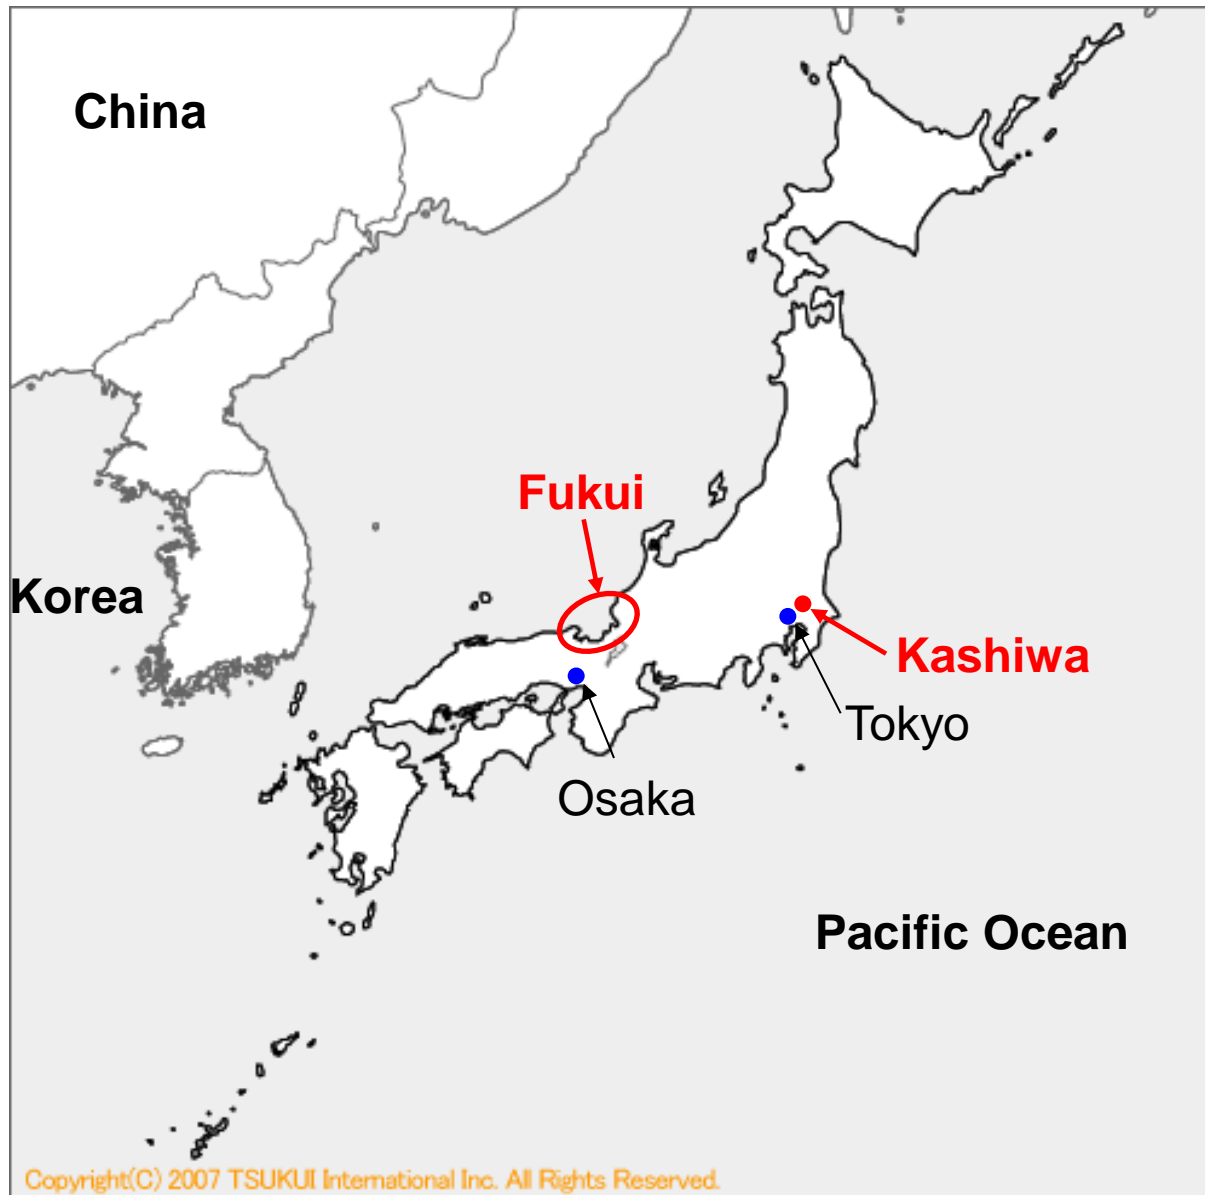 China
Fukui
Korea
Kashiwa
Tokyo
Osaka
Pacific Ocean
Copyright(C) 2007 TSUKUI International Inc. All Rights Reserved.